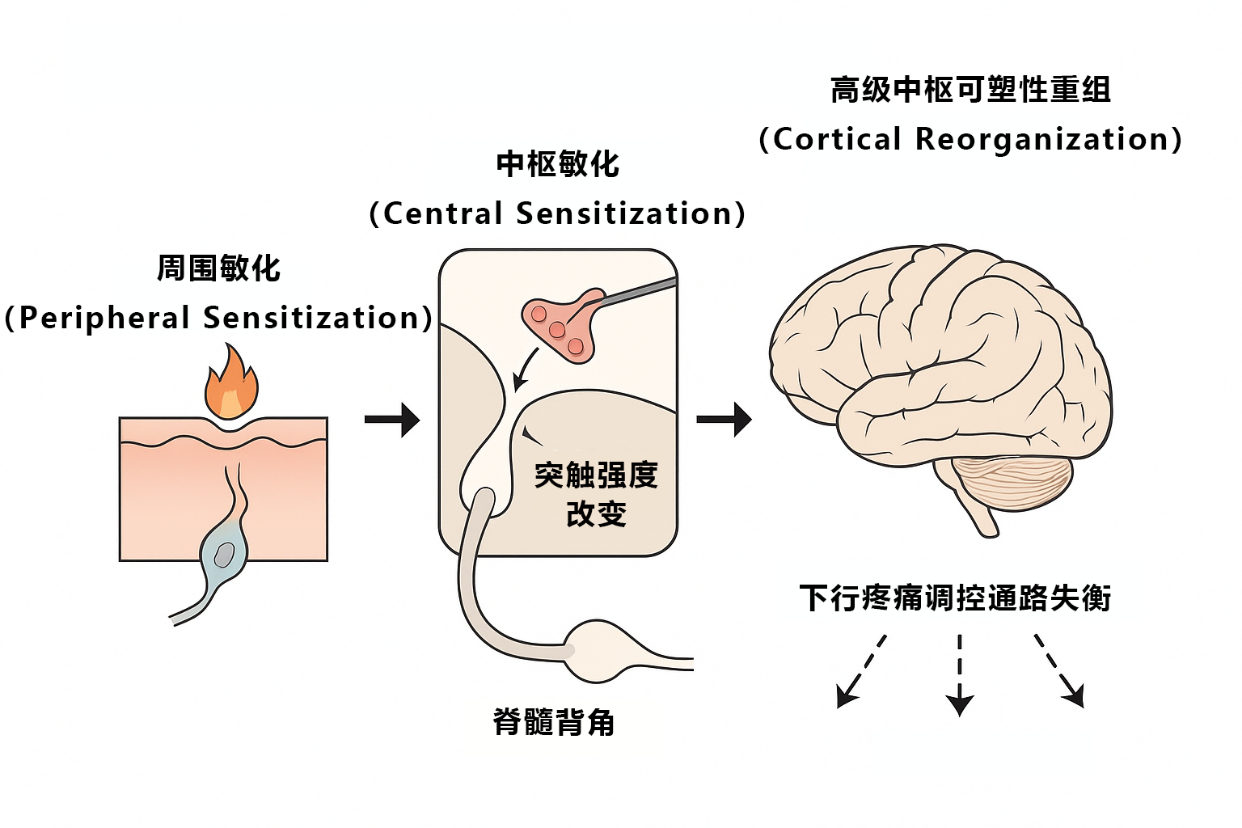 周围敏化
（Peripheral Sensitization）
中枢敏化
（Central Sensitization）
突触强度
改变
脊髓背角
高级中枢可塑性重组
（Cortical Reorganization）
下行疼痛调控通路失衡